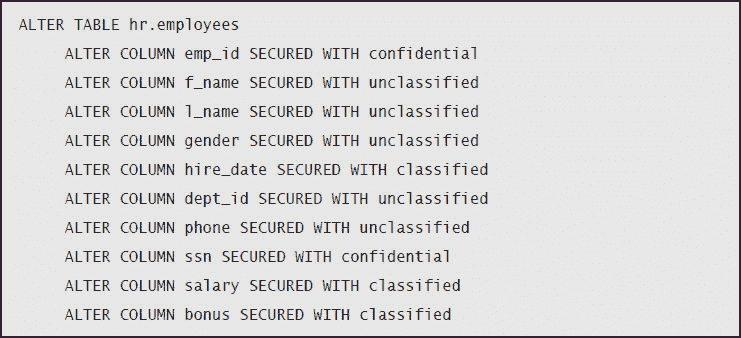 ALTER TABLE hr.employees
ALTER COLUMN emp_id SECURED WITH confidential
ALTER COLUMN f_name SECURED WITH unclassified
ALTER COLUMN l_name SECURED WITH unclassified
ALTER COLUMN gender SECURED WITH unclassified
ALTER COLUMN hire_date SECURED WITH classified
ALTER COLUMN dept_id SECURED WITH unclassified
ALTER COLUMN phone SECURED WITH unclassified
ALTER COLUMN ssn SECURED WITH confidential
ALTER COLUMN salary SECURED WITH classified
ALTER COLUMN bonus SECURED WITH classified